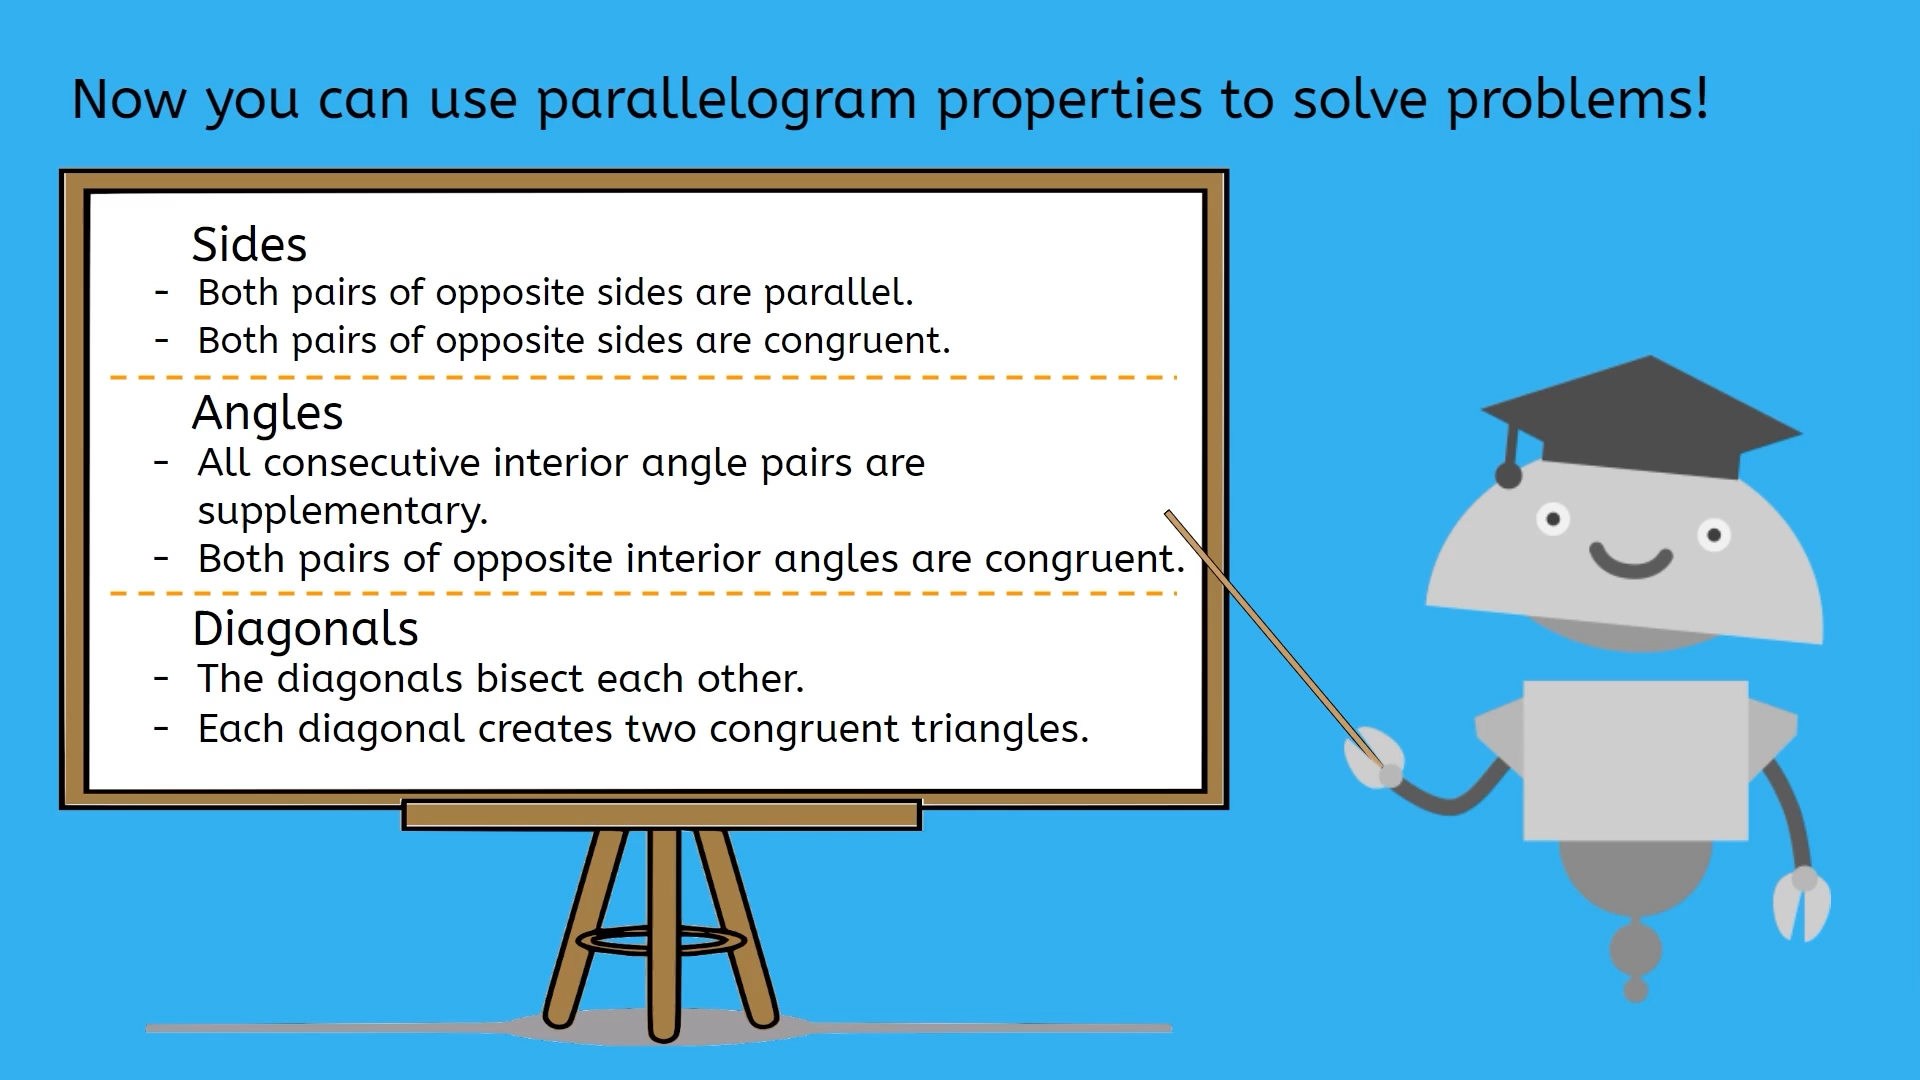 Now you can use parallelogram properties to solve problems!
Sides
- Both pairs of opposite sides are parallel.
- Both pairs of opposite sides are congruent.
Angles
- All consecutive interior angle pairs are
supplementary.
- Both pairs of opposite interior angles are congruent.
Diagonals
- The diagonals bisect each other.
- Each diagonal creates two congruent triangles.